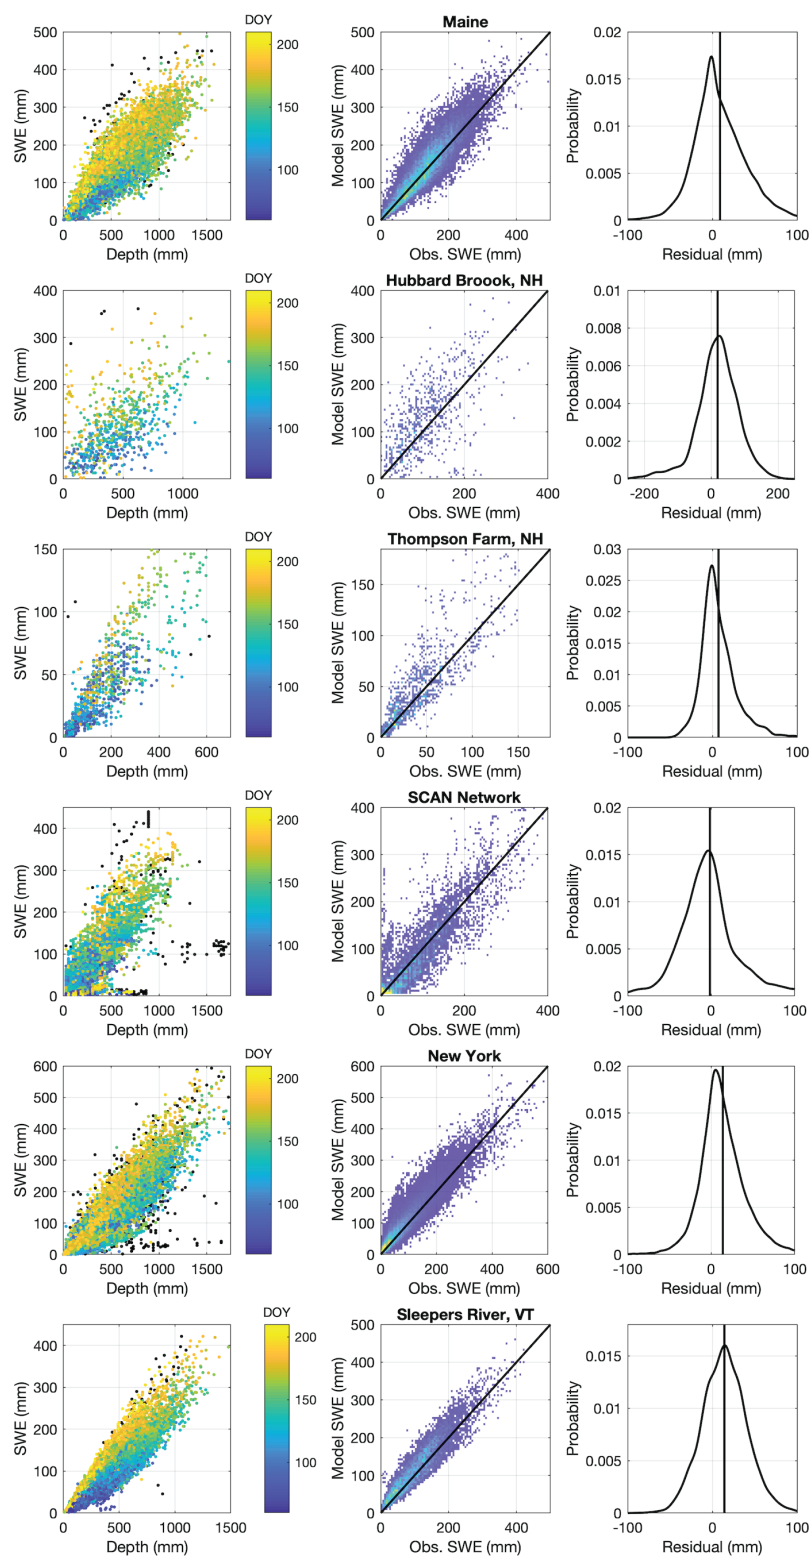 Maine
SWE (mm)
500
400
300
200
100
0
0 500 1000 1500
Depth (mm)
DOY
200
150
100
Model SWE (mm)
500
400
300
200
100
0
0 200 400
Obs. SWE (mm)
Probability
0.02
0.015
0.01
0.005
0
-100 0 100
Residual (mm)
Hubbard Broook, NH
SWE (mm)
400
300
200
100
0
0 500 1000
Depth (mm)
DOY
200
150
100
Model SWE (mm)
400
300
200
100
0
0 200 400
Obs. SWE (mm)
Probability
0.01
0.008
0.006
0.004
0.002
0
-200 0 200
Residual (mm)
Thompson Farm, NH
SWE (mm)
150
100
50
0
0 200 400 600
Depth (mm)
DOY
200
150
100
Model SWE (mm)
150
100
50
0
0 50 100 150
Obs. SWE (mm)
Probability
0.03
0.025
0.02
0.015
0.01
0.005
0
-100 0 100
Residual (mm)
SCAN Network
SWE (mm)
400
300
200
100
0
0 500 1000 1500
Depth (mm)
DOY
200
150
100
Model SWE (mm)
400
300
200
100
0
0 200 400
Obs. SWE (mm)
Probability
0.02
0.015
0.01
0.005
0
-100 0 100
Residual (mm)
New York
SWE (mm)
600
500
400
300
200
100
0
0 500 1000 1500
Depth (mm)
DOY
200
150
100
Model SWE (mm)
600
500
400
300
200
100
0
0 200 400 600
Obs. SWE (mm)
Probability
0.02
0.015
0.01
0.005
0
-100 0 100
Residual (mm)
Sleepers River, VT
SWE (mm)
400
300
200
100
0
0 500 1000 1500
Depth (mm)
DOY
200
150
100
Model SWE (mm)
500
400
300
200
100
0
0 200 400
Obs. SWE (mm)
Probability
0.015
0.01
0.005
0
-100 0 100
Residual (mm)